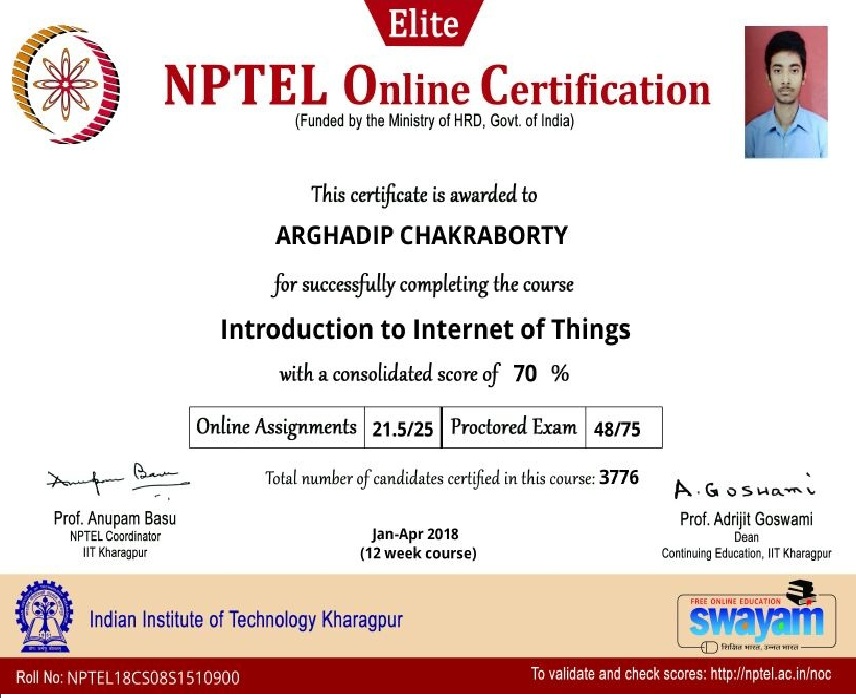 Elite
NPTEL Online Certification
(Funded by the Ministry of HRD, Govt. of India)
This certificate is awarded to
ARGHADIP CHAKRABORTY
for successfully completing the course
Introduction to Internet of Things
with a consolidated score of 70 %
Online Assignments 21.5/25 Proctored Exam 48/75
Total number of candidates certified in this course: 3776
Anupam Basu
A. Goswami
Prof. Anupam Basu
NPTEL Coordinator
IIT Kharagpur
Jan-Apr 2018
(12 week course)
Prof. Adrijit Goswami
Dean
Continuing Education, IIT Kharagpur
Indian Institute of Technology Kharagpur
FREE ONLINE EDUCATION
swayam
शिक्षित भारत, उन्नत भारत
Roll No: NPTEL18CS08S1510900
To validate and check scores: http://nptel.ac.in/noc